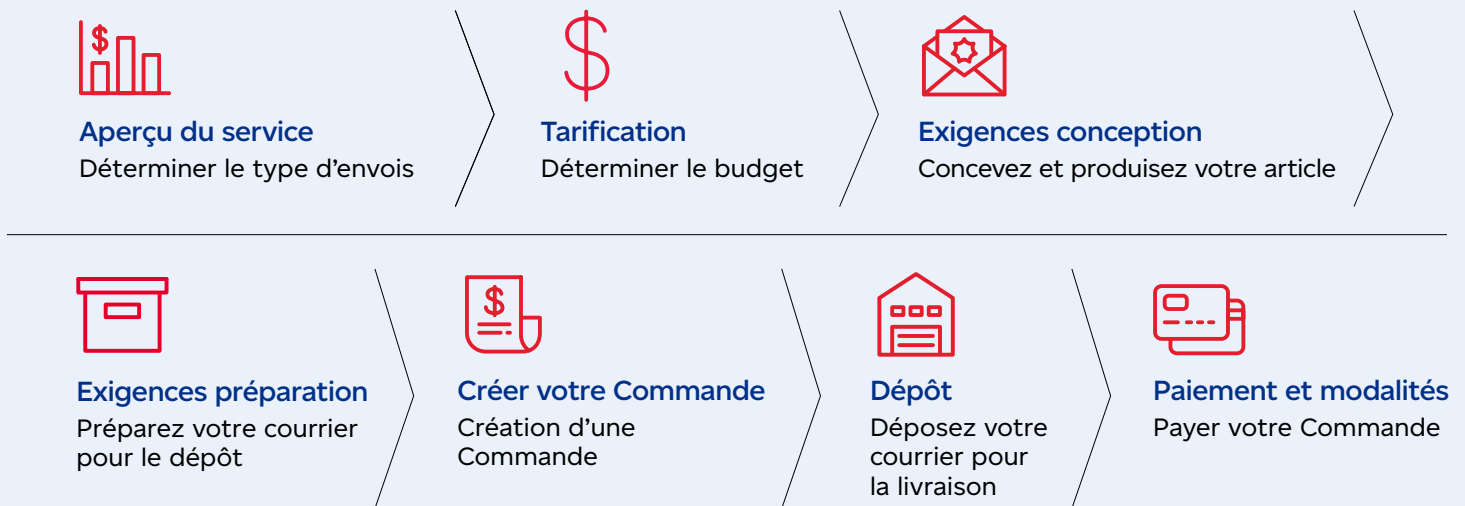 $
Aperçu du service
Déterminer le type d’envois
Tarification
Déterminer le budget
Exigences conception
Concevez et produisez votre article
Exigences préparation
Préparez votre courrier
pour le dépôt
$
Créer votre Commande
Création d’une
Commande
Dépôt
Déposez votre
courrier pour
la livraison
Paiement et modalités
Payer votre Commande